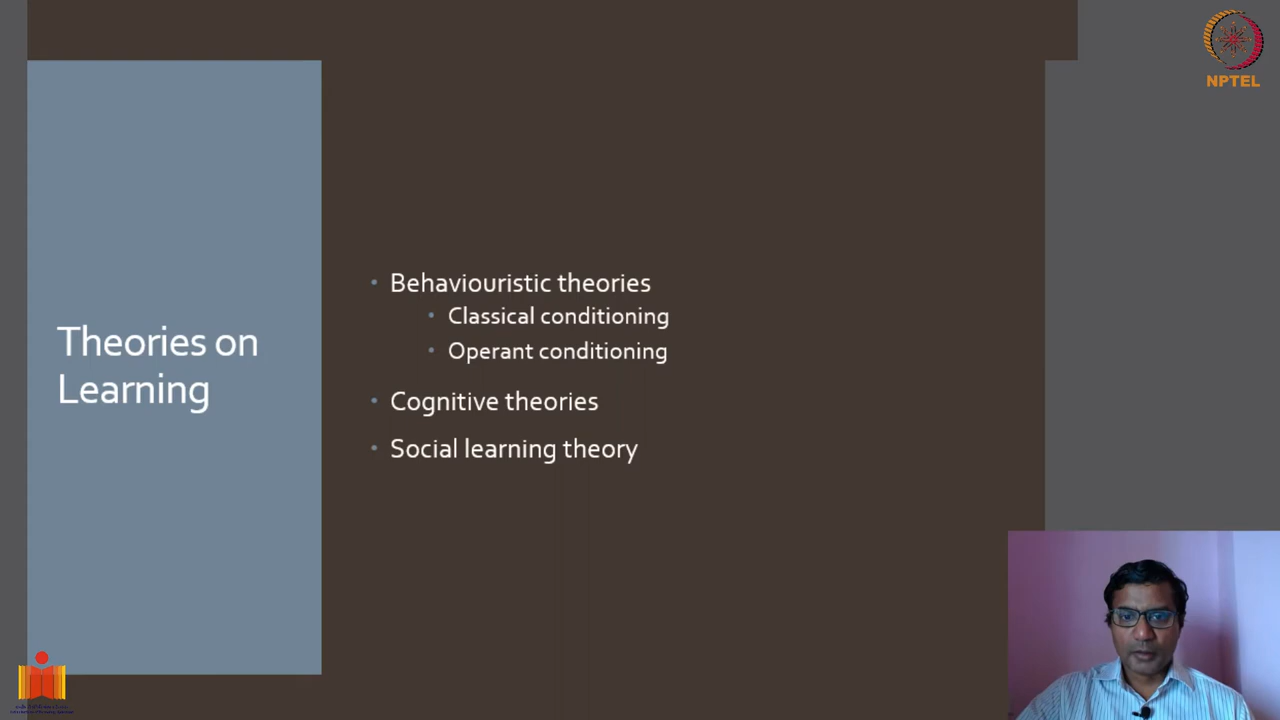 NPTEL
Theories on
Learning
Behaviouristic theories
Classical conditioning
Operant conditioning
Cognitive theories
Social learning theory